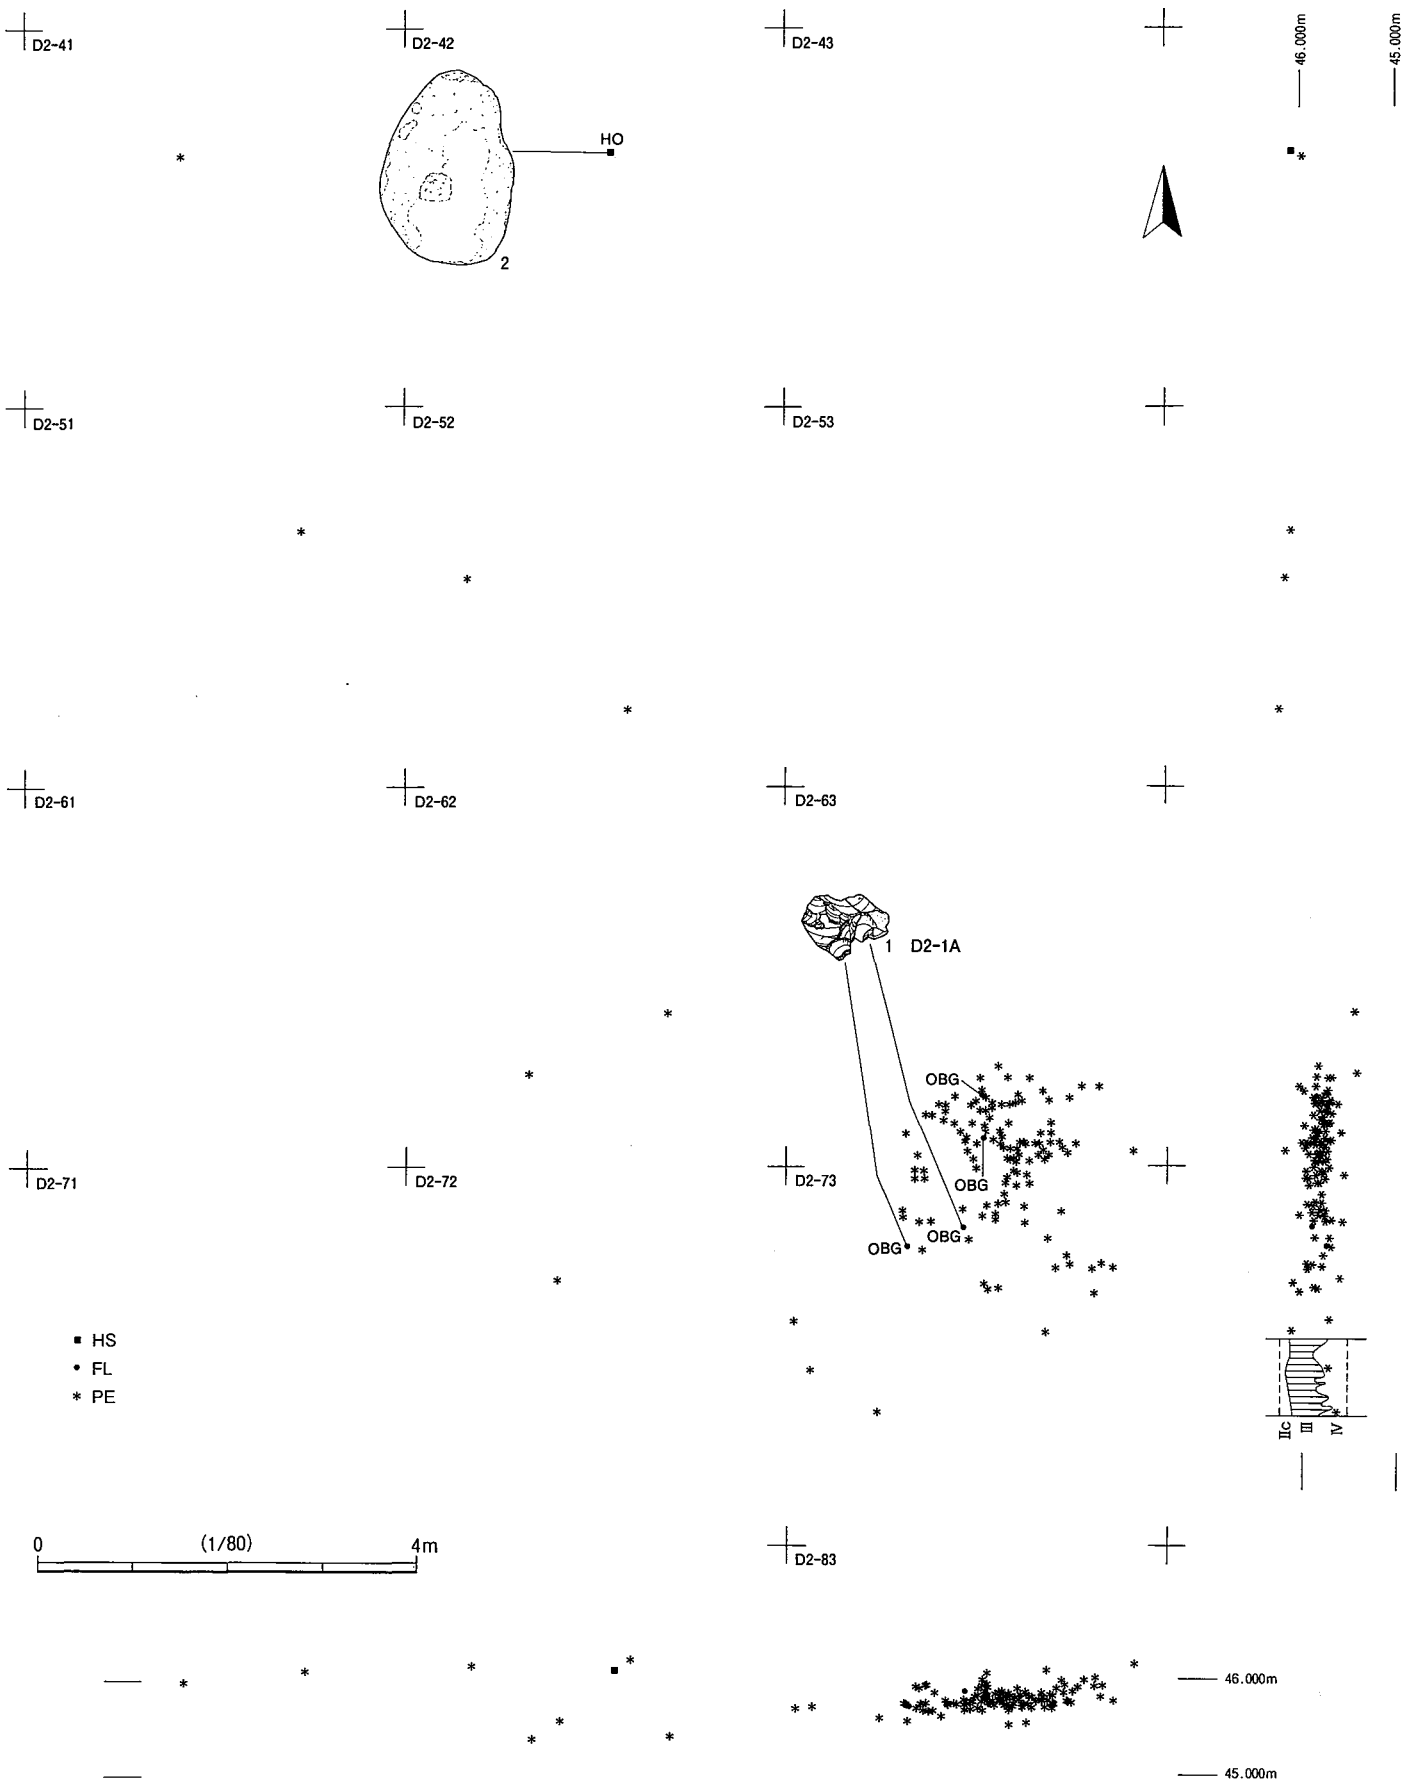 D2-41
D2-42
D2-43
46.000m
45.000m
HO
2
D2-51
D2-52
D2-53
D2-61
D2-62
D2-63
1 D2-1A
OBG
OBG
D2-71
D2-72
D2-73
OBG
OBG
■ HS
● FL
* PE
Ⅱc
Ⅲ
Ⅳ
0 (1/80) 4m
D2-83
46.000m
45.000m